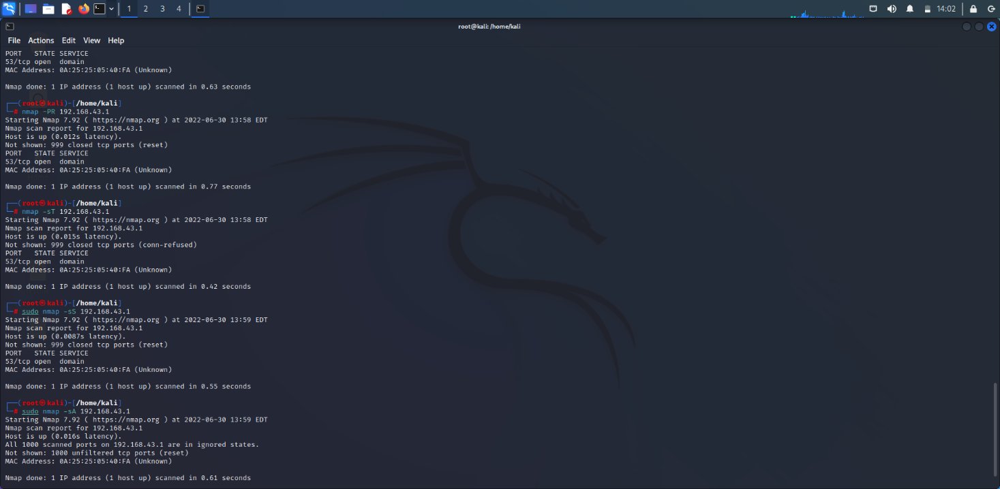 1 2 3 4 14:02
root@kali: /home/kali
File Actions Edit View Help
PORT   STATE SERVICE
53/tcp open  domain
MAC Address: 0A:25:25:05:40:FA (Unknown)
Nmap done: 1 IP address (1 host up) scanned in 0.63 seconds
┌──(root㉿kali)-[/home/kali]
└─# nmap -PR 192.168.43.1
Starting Nmap 7.92 ( https://nmap.org ) at 2022-06-30 13:58 EDT
Nmap scan report for 192.168.43.1
Host is up (0.012s latency).
Not shown: 999 closed tcp ports (reset)
PORT   STATE SERVICE
53/tcp open  domain
MAC Address: 0A:25:25:05:40:FA (Unknown)
Nmap done: 1 IP address (1 host up) scanned in 0.77 seconds
┌──(root㉿kali)-[/home/kali]
└─# nmap -sT 192.168.43.1
Starting Nmap 7.92 ( https://nmap.org ) at 2022-06-30 13:58 EDT
Nmap scan report for 192.168.43.1
Host is up (0.015s latency).
Not shown: 999 closed tcp ports (conn-refused)
PORT   STATE SERVICE
53/tcp open  domain
MAC Address: 0A:25:25:05:40:FA (Unknown)
Nmap done: 1 IP address (1 host up) scanned in 0.42 seconds
┌──(root㉿kali)-[/home/kali]
└─# sudo nmap -sS 192.168.43.1
Starting Nmap 7.92 ( https://nmap.org ) at 2022-06-30 13:59 EDT
Nmap scan report for 192.168.43.1
Host is up (0.0087s latency).
Not shown: 999 closed tcp ports (reset)
PORT   STATE SERVICE
53/tcp open  domain
MAC Address: 0A:25:25:05:40:FA (Unknown)
Nmap done: 1 IP address (1 host up) scanned in 0.55 seconds
┌──(root㉿kali)-[/home/kali]
└─# sudo nmap -sA 192.168.43.1
Starting Nmap 7.92 ( https://nmap.org ) at 2022-06-30 13:59 EDT
Nmap scan report for 192.168.43.1
Host is up (0.016s latency).
All 1000 scanned ports on 192.168.43.1 are in ignored states.
Not shown: 1000 unfiltered tcp ports (reset)
MAC Address: 0A:25:25:05:40:FA (Unknown)
Nmap done: 1 IP address (1 host up) scanned in 0.61 seconds